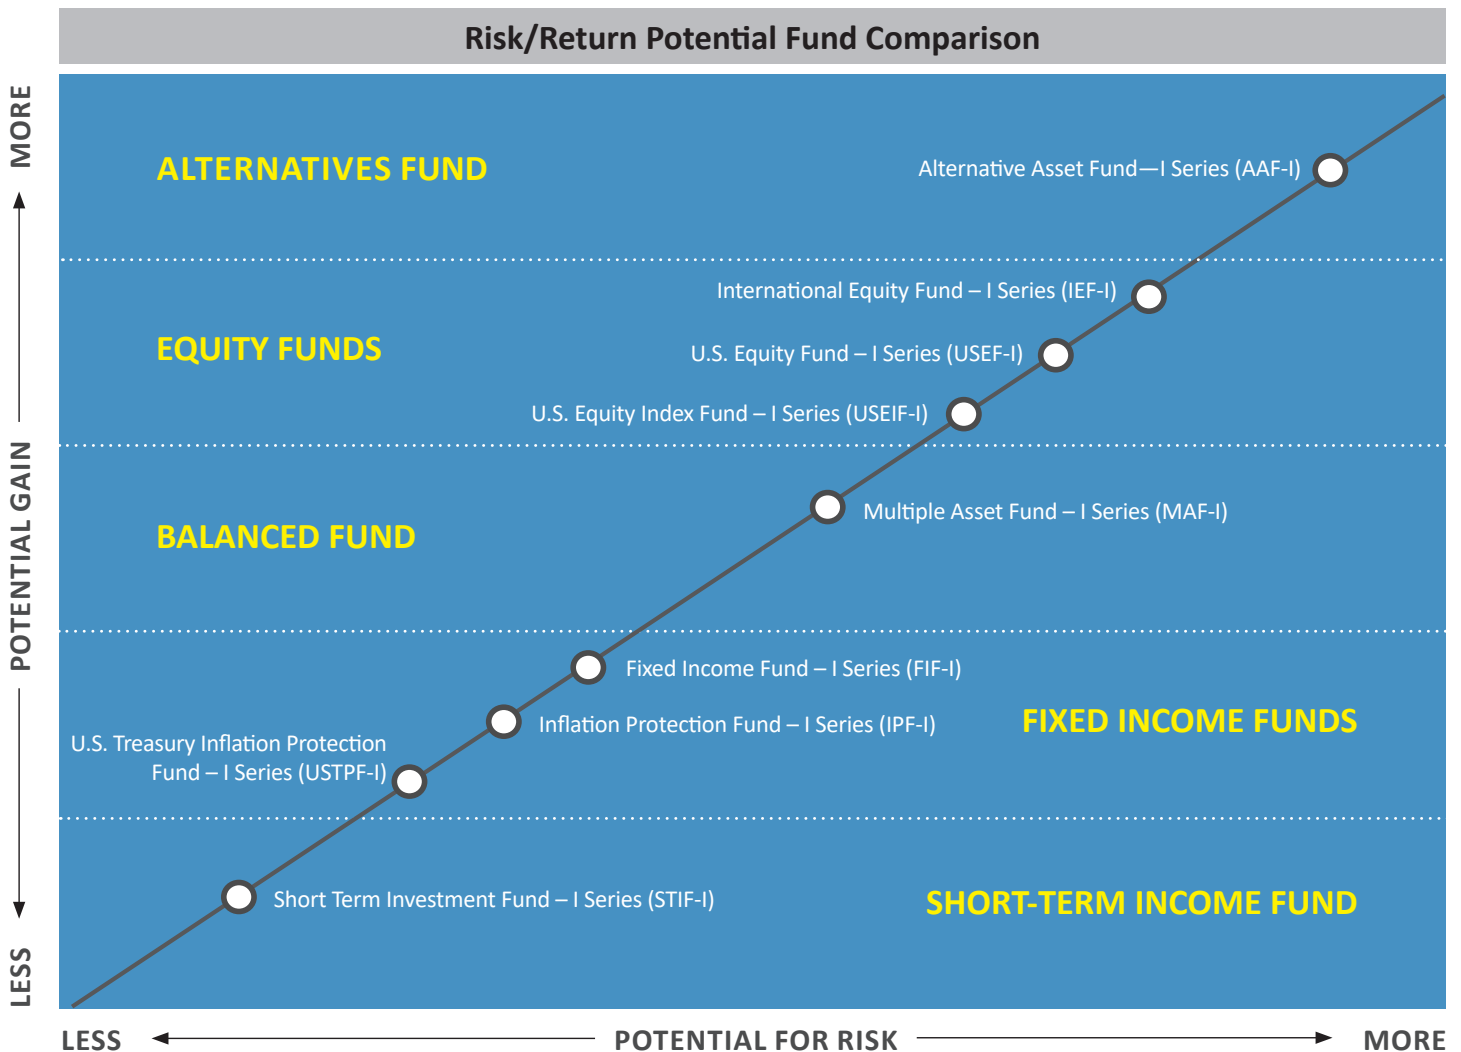 Risk/Return Potential Fund Comparison
MORE
POTENTIAL GAIN
LESS
ALTERNATIVES FUND
Alternative Asset Fund—I Series (AAF-I)
International Equity Fund – I Series (IEF-I)
EQUITY FUNDS
U.S. Equity Fund – I Series (USEF-I)
U.S. Equity Index Fund – I Series (USEIF-I)
BALANCED FUND
Multiple Asset Fund – I Series (MAF-I)
Fixed Income Fund – I Series (FIF-I)
Inflation Protection Fund – I Series (IPF-I)
FIXED INCOME FUNDS
U.S. Treasury Inflation Protection
Fund – I Series (USTPF-I)
Short Term Investment Fund – I Series (STIF-I)
SHORT-TERM INCOME FUND
LESS
POTENTIAL FOR RISK
MORE